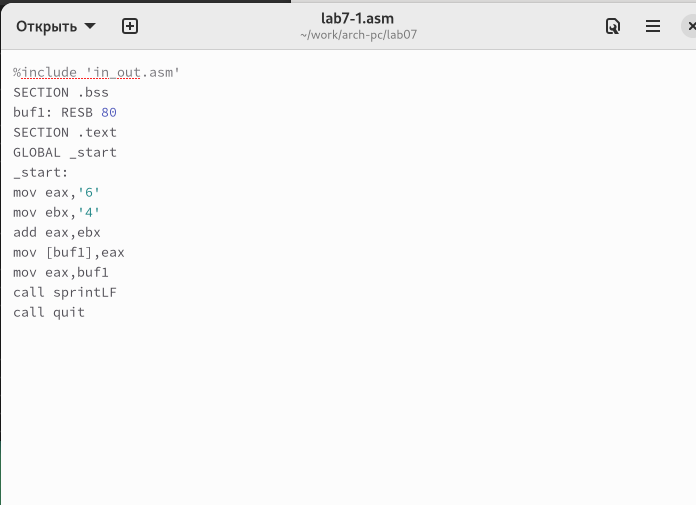 Открыть
lab7-1.asm
~/work/arch-pc/lab07
%include 'in_out.asm'
SECTION .bss
buf1: RESB 80
SECTION .text
GLOBAL _start
_start:
mov eax,'6'
mov ebx,'4'
add eax,ebx
mov [buf1],eax
mov eax,buf1
call sprintLF
call quit